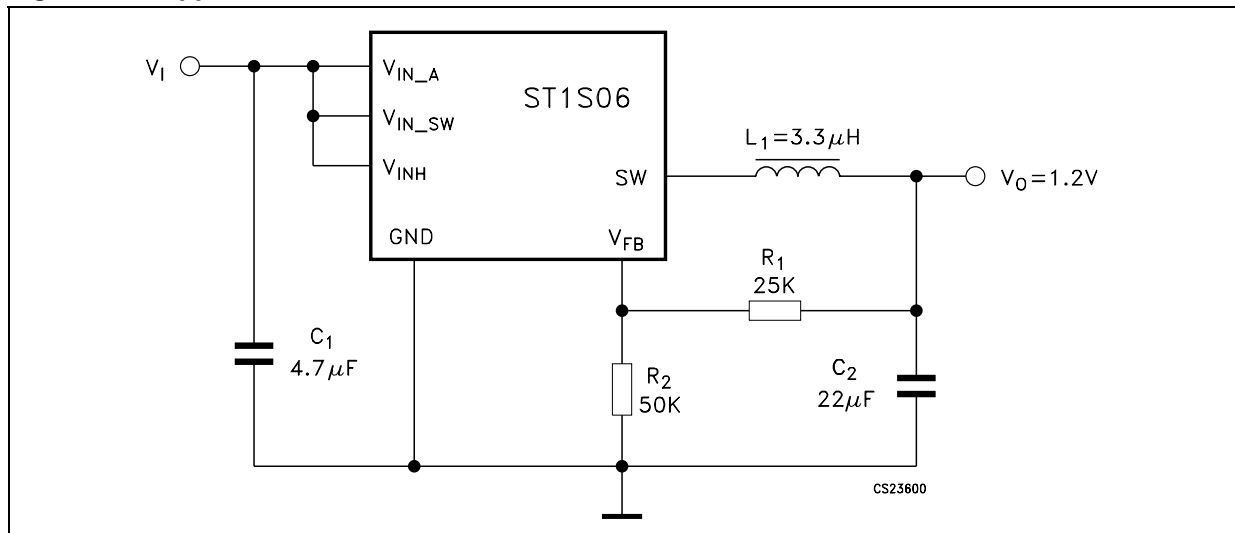 V_I
V_IN_A
V_IN_SW
V_INH
ST1S06
SW
GND
V_FB
L_1=3.3μH
V_O=1.2V
R_1
25K
C_1
4.7μF
R_2
50K
C_2
22μF
CS23600